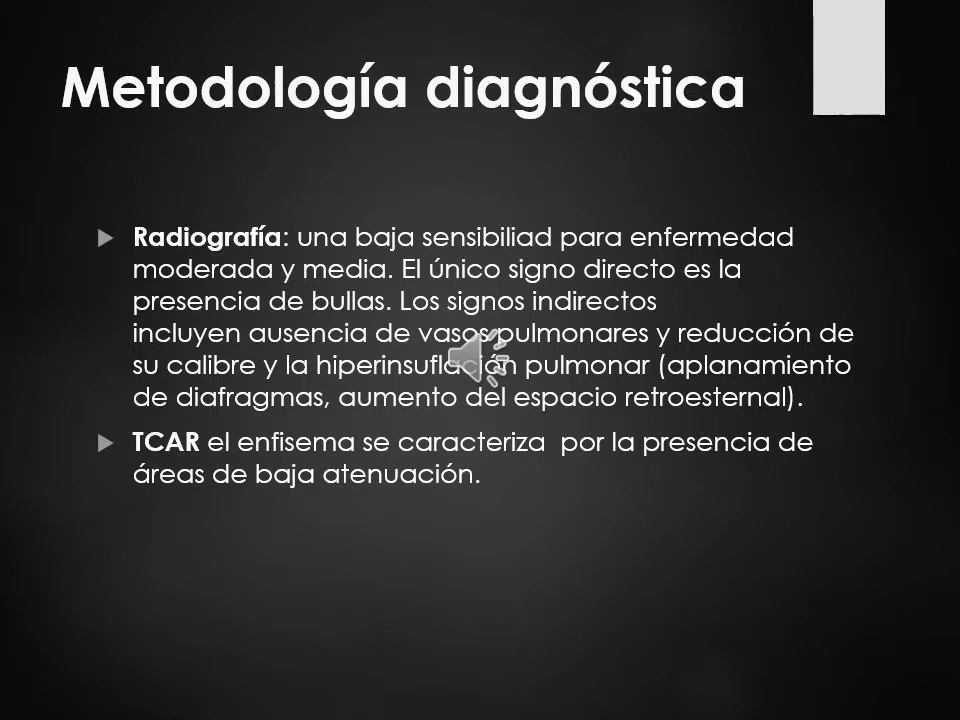 Metodología diagnóstica
Radiografía: una baja sensibiliad para enfermedad
moderada y media. El único signo directo es la
presencia de bullas. Los signos indirectos
incluyen ausencia de vasos pulmonares y reducción de
su calibre y la hiperinsuflación pulmonar (aplanamiento
de diafragmas, aumento del espacio retroesternal).
TCAR el enfisema se caracteriza  por la presencia de
áreas de baja atenuación.